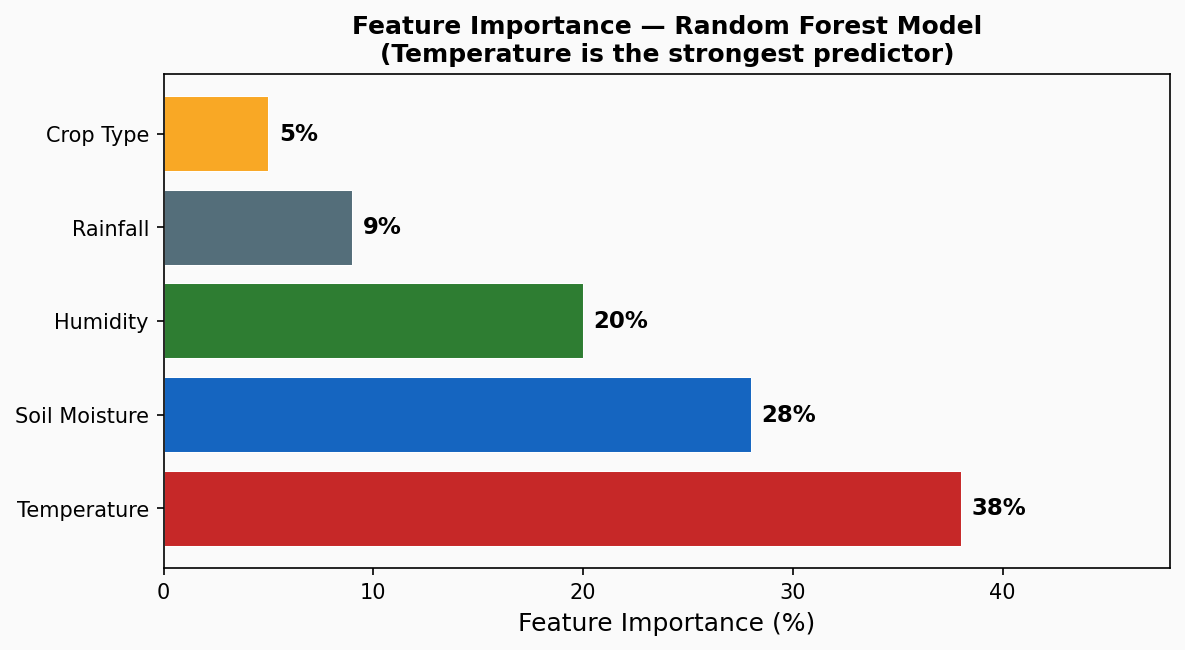 Feature Importance — Random Forest Model
(Temperature is the strongest predictor)
Crop Type 5%
Rainfall 9%
Humidity 20%
Soil Moisture 28%
Temperature 38%
0 10 20 30 40
Feature Importance (%)